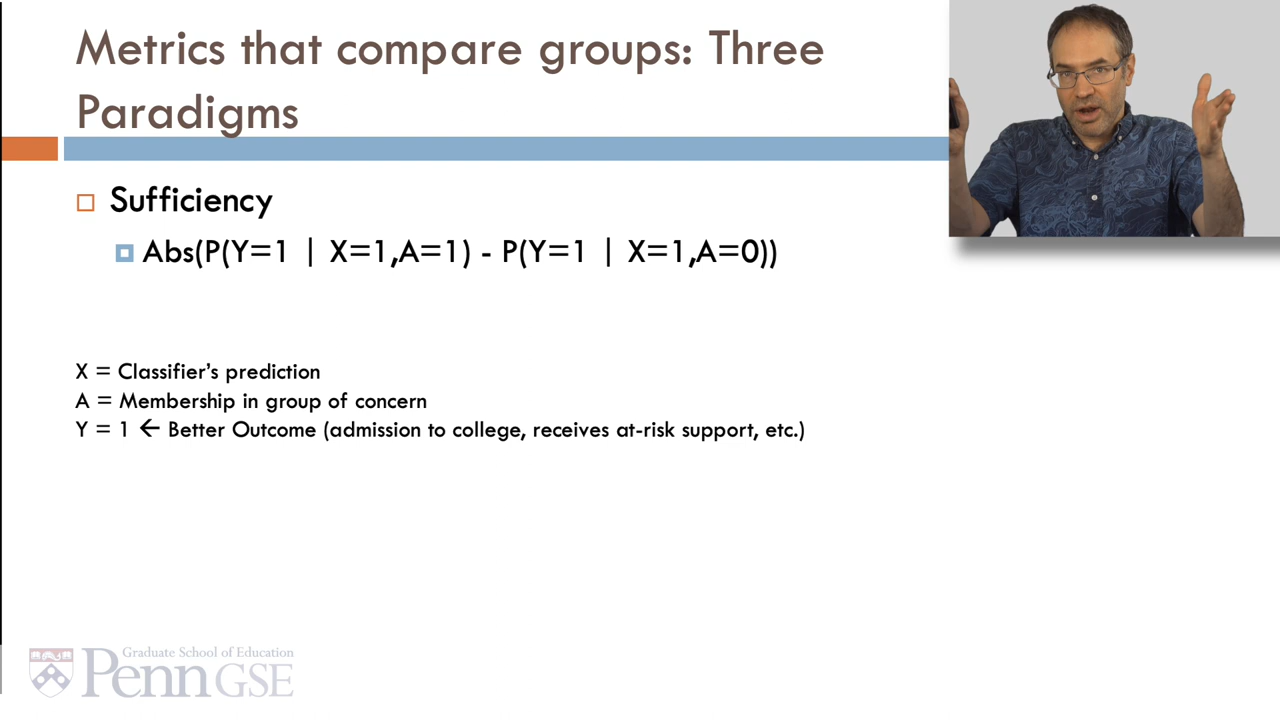 Metrics that compare groups: Three
Paradigms
Sufficiency
Abs(P(Y=1 | X=1,A=1) - P(Y=1 | X=1,A=0))
X = Classifier’s prediction
A = Membership in group of concern
Y = 1 ← Better Outcome (admission to college, receives at-risk support, etc.)
Graduate School of Education
Penn GSE